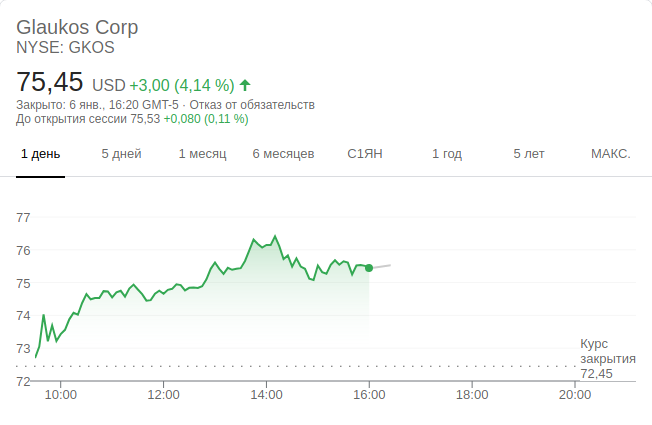 Glaukos Corp
NYSE: GKOS
75,45 USD +3,00 (4,14 %)
Закрыто: 6 янв., 16:20 GMT-5 · Отказ от обязательств
До открытия сессии 75,53 +0,080 (0,11 %)
1 день 5 дней 1 месяц 6 месяцев С1ЯН 1 год 5 лет МАКС.
77
76
75
74
73
Курс
закрытия
72,45
72
10:00 12:00 14:00 16:00 18:00 20:00